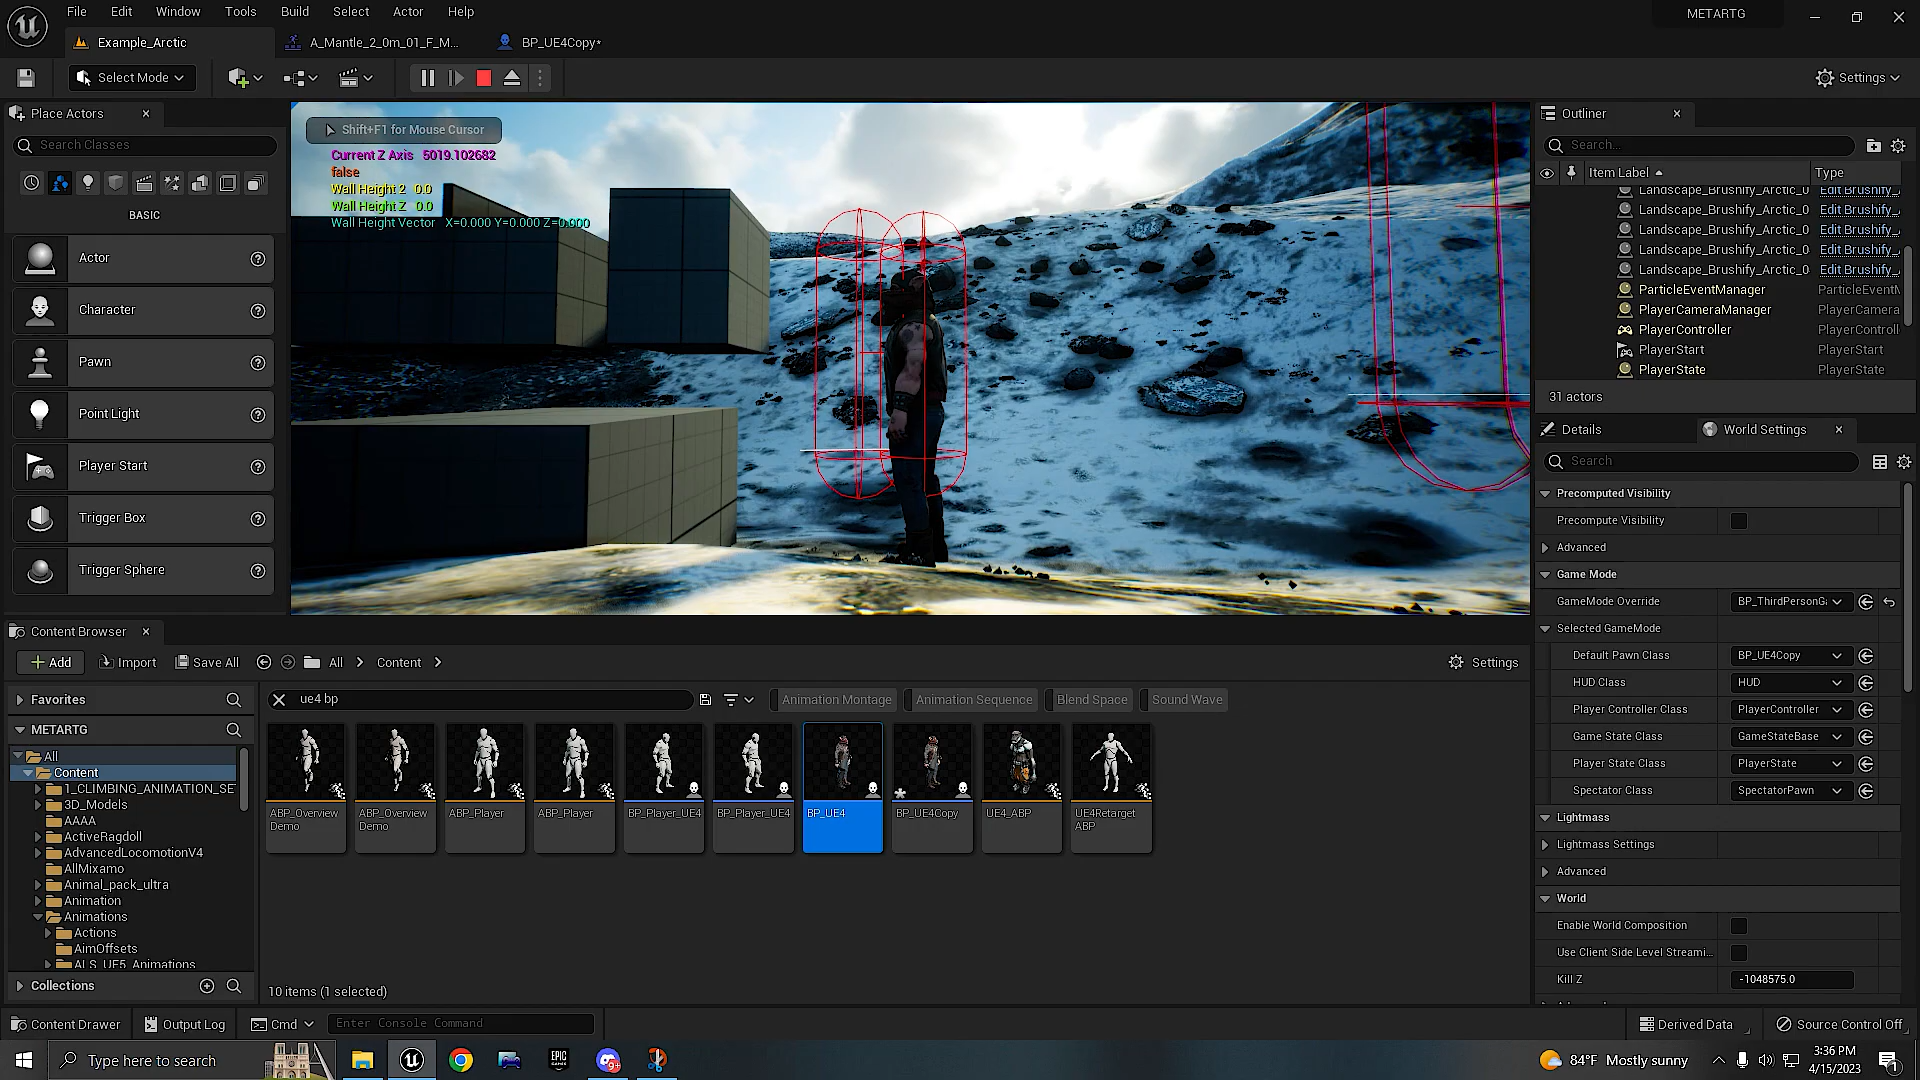 File Edit Window Tools Build Select Actor Help
METARTG
Example_Arctic
A_Mantle_2_0m_01_F_M...
BP_UE4Copy*
Select Mode
Settings
Place Actors
Search Classes
BASIC
Actor
Character
Pawn
Point Light
Player Start
Trigger Box
Trigger Sphere
Shift+F1 for Mouse Cursor
Current Z Axis 5019.102682
false
Wall Height 2 0.0
Wall Height Z 0.0
Wall Height Vector X=0.000 Y=0.000 Z=0.000
Outliner
Search...
Item Label Type
Landscape_Brushify_Arctic_0 Edit Brushify_
Landscape_Brushify_Arctic_0 Edit Brushify_
Landscape_Brushify_Arctic_0 Edit Brushify_
Landscape_Brushify_Arctic_0 Edit Brushify_
Landscape_Brushify_Arctic_0 Edit Brushify_
ParticleEventManager ParticleEventM
PlayerCameraManager PlayerCamera
PlayerController PlayerControll
PlayerStart PlayerStart
PlayerState PlayerState
31 actors
Details
World Settings
Search
Precomputed Visibility
Precompute Visibility
Advanced
Game Mode
GameMode Override BP_ThirdPersonGa
Selected GameMode
Default Pawn Class BP_UE4Copy
HUD Class HUD
Player Controller Class PlayerController
Game State Class GameStateBase
Player State Class PlayerState
Spectator Class SpectatorPawn
Lightmass
Lightmass Settings
Advanced
World
Enable World Composition
Use Client Side Level Streami...
Kill Z -1048575.0
Content Browser
Add Import Save All All Content
Settings
Favorites
METARTG
All
Content
1_CLIMBING_ANIMATION_SE
3D_Models
AAAA
ActiveRagdoll
AdvancedLocomotionV4
AllMixamo
Animal_pack_ultra
Animation
Animations
Actions
AimOffsets
ALS_UE5_Animations
Collections
ue4 bp
Animation Montage Animation Sequence Blend Space Sound Wave
ABP_Overview
Demo
ABP_Overview
Demo
ABP_Player
ABP_Player
BP_Player_UE4
BP_Player_UE4
BP_UE4
BP_UE4Copy
UE4_ABP
UE4Retarget
ABP
10 items (1 selected)
Content Drawer Output Log Cmd Enter Console Command
Derived Data Source Control Off
Type here to search
EPIC
GAMES
9+
84°F Mostly sunny
3:36 PM
4/15/2023
1